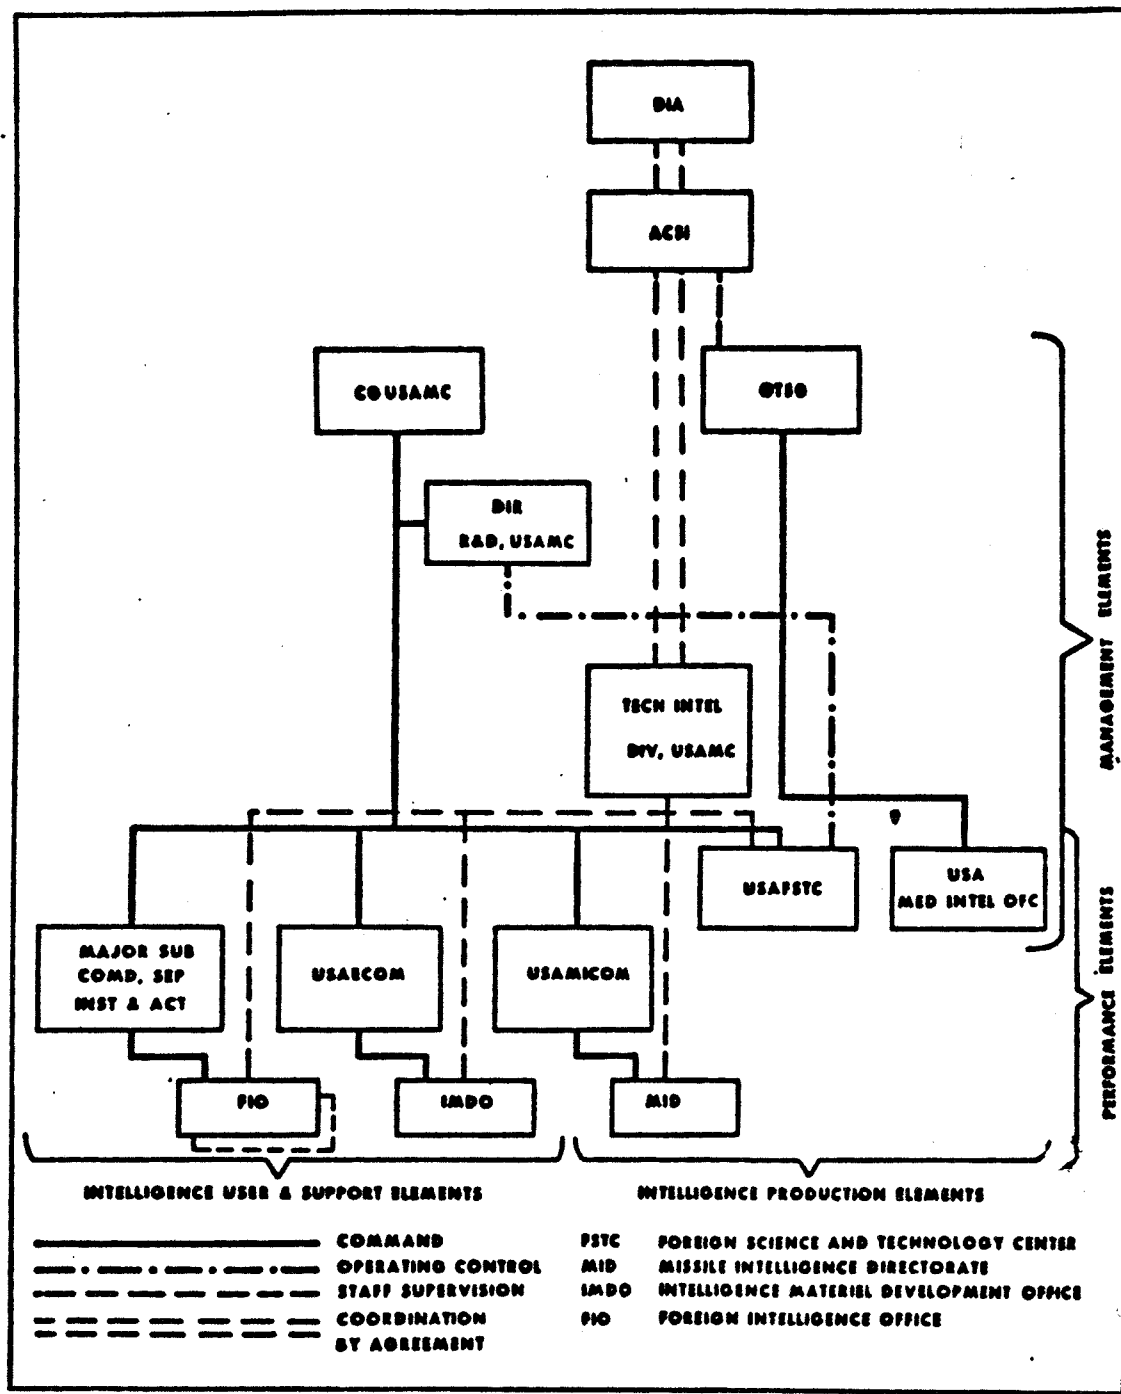 DIA
ACSI
COUSAMC
OTSG
DIR
R&D, USAMC
TECH INTEL
DIV, USAMC
MANAGEMENT ELEMENTS
USAFSTC
USA
MED INTEL OFC
MAJOR SUB
COMD, SEP
INST & ACT
USAECOM
USAMICOM
PERFORMANCE ELEMENTS
FIO
IMDO
MID
INTELLIGENCE USER & SUPPORT ELEMENTS
INTELLIGENCE PRODUCTION ELEMENTS
COMMAND
OPERATING CONTROL
STAFF SUPERVISION
COORDINATION
BY AGREEMENT
FSTC FOREIGN SCIENCE AND TECHNOLOGY CENTER
MID MISSILE INTELLIGENCE DIRECTORATE
IMDO INTELLIGENCE MATERIEL DEVELOPMENT OFFICE
FIO FOREIGN INTELLIGENCE OFFICE